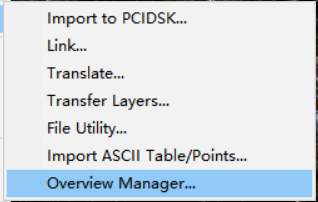 Import to PCIDSK...
Link...
Translate...
Transfer Layers...
File Utility...
Import ASCII Table/Points...
Overview Manager...